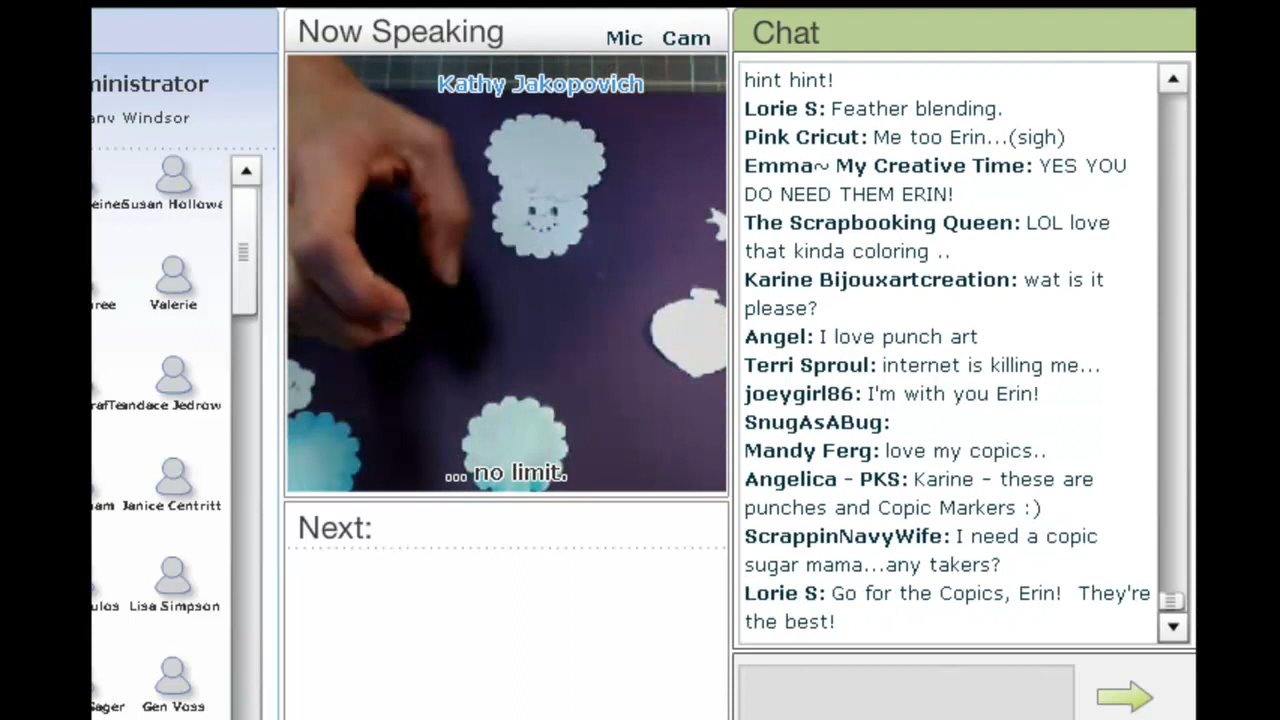 ministrator
any Windsor
Susan Hollowa
ree
Valerie
ndace Jedrow
am
Janice Centritt
ulos
Lisa Simpson
Gager
Gen Voss
Now Speaking
Mic
Cam
Kathy Jakopovich
... no limit.
Next:
Chat
hint hint!
Lorie S: Feather blending.
Pink Cricut: Me too Erin...(sigh)
Emma~ My Creative Time: YES YOU
DO NEED THEM ERIN!
The Scrapbooking Queen: LOL love
that kinda coloring ..
Karine Bijouxartcreation: wat is it
please?
Angel: I love punch art
Terri Sproul: internet is killing me...
joeygirl86: I'm with you Erin!
SnugAsABug:
Mandy Ferg: love my copics..
Angelica - PKS: Karine - these are
punches and Copic Markers :)
ScrappinNavyWife: I need a copic
sugar mama...any takers?
Lorie S: Go for the Copics, Erin!  They're
the best!